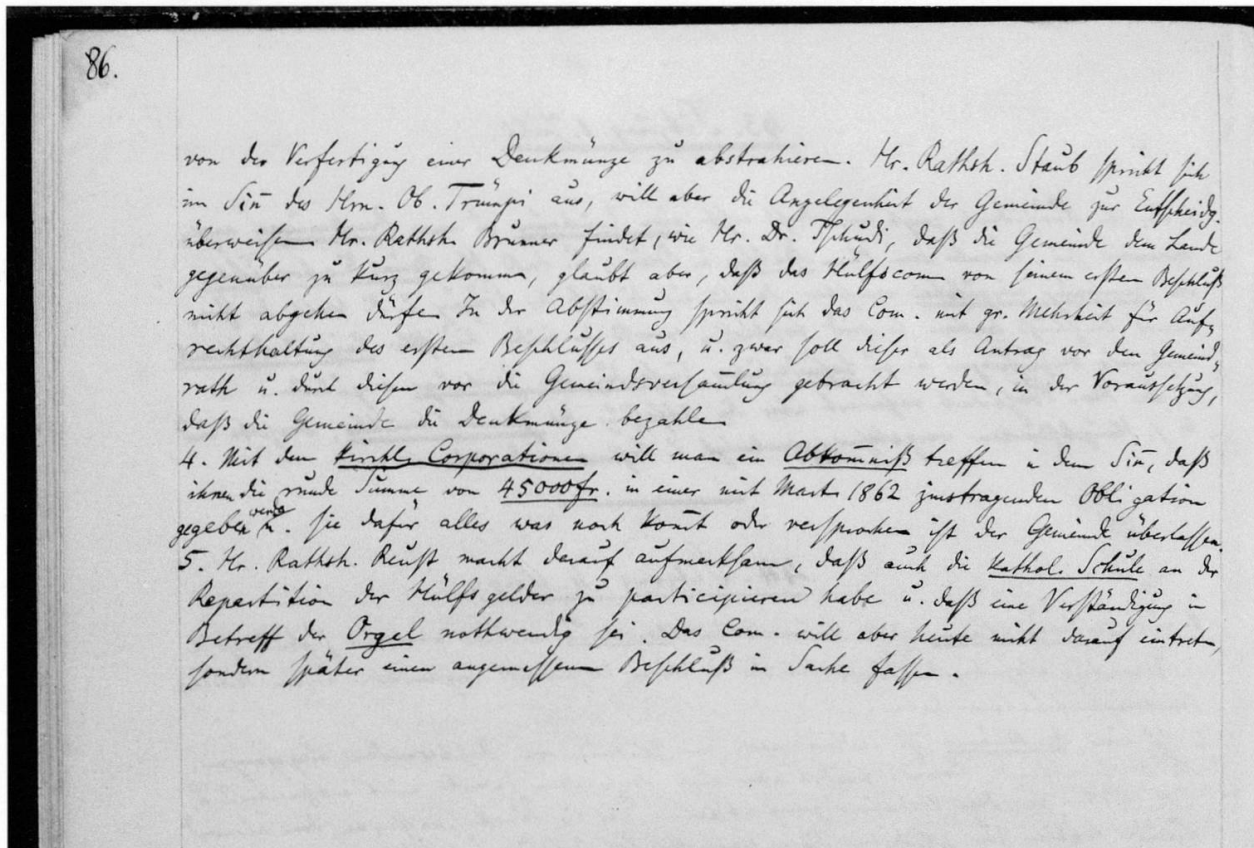 86.
von der Verfertigung einer Denkmünze zu abstrahieren. Hr. Rathsh. Staub spricht sich
im Sin̄ des Hrn. Ob. Trümpi aus, will aber die Angelegenheit der Gemeinde zur Entscheidg.
überweisen. Hr. Rathsh. Brunner findet, wie Hr. Dr. Tschudi, daß die Gemeinde dem Lande
gegenüber zu kurz gekommen, glaubt aber, daß das Hülfscom von seinem ersten Beschluß
nicht abgehen dürfe. In der Abstimmung spricht sich das Com. mit gr. Mehrheit für Auf-
rechthaltung des ersten Beschlusses aus, u. zwar soll dieser als Antrag vor den Gemeind-
rath u. durch diesen vor die Gemeindsversam̄lung gebracht werden, in der Voraussetzung,
daß die Gemeinde die Denkmünze bezahle.
4. Mit den kirchl. Corporationen will man ein Abkom̄niß treffen in dem Sin̄, daß
ihnen die runde Summe von 45000 fr. in einer mit Mart. 1862 zinstragenden Obligation
gegeben werde u. sie dafür alles was noch kom̄t oder versprochen ist der Gemeinde überlassen.
5. Hr. Rathsh. Reust macht darauf aufmerksam, daß auch die kathol. Schule an der
Repartition der Hülfsgelder zu participieren habe u. daß eine Verständigung in
Betreff der Orgel nothwendig sei. Das Com. will aber heute nicht darauf eintreten,
sondern später einen angemessenen Beschluß in Sache fassen.